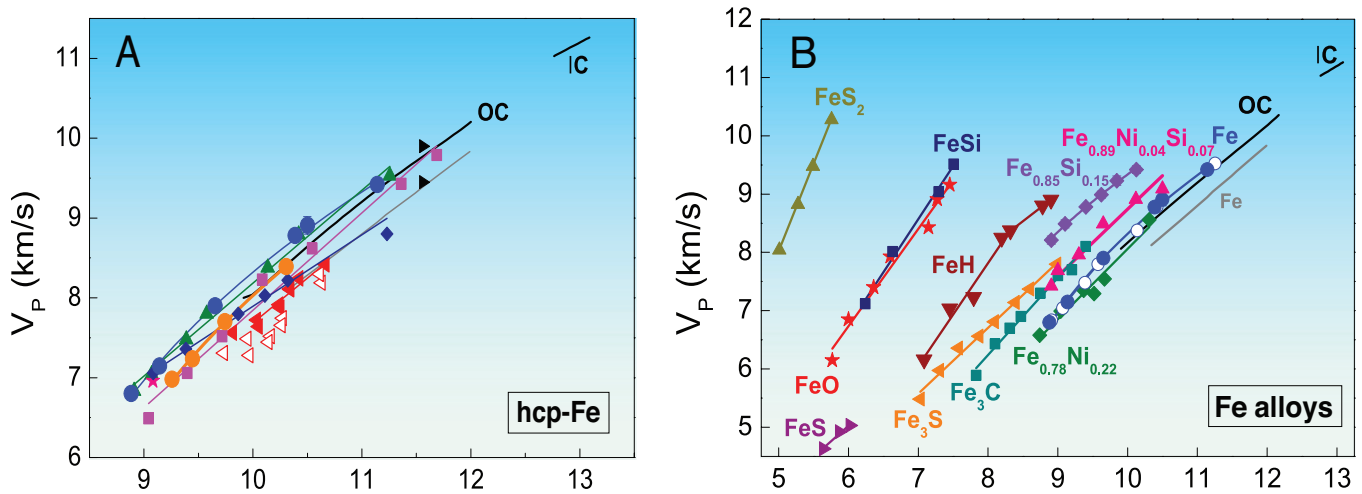 A
V_P (km/s)
11
10
9
8
7
6
9
10
11
12
13
OC
IC
hcp-Fe
B
V_P (km/s)
12
11
10
9
8
7
6
5
5
6
7
8
9
10
11
12
13
IC
OC
FeS₂
FeSi
Fe₀.₈₉Ni₀.₀₄Si₀.₀₇
Fe
Fe₀.₈₅Si₀.₁₅
Fe
FeH
FeO
Fe₀.₇₈Ni₀.₂₂
Fe₃C
Fe₃S
FeS
Fe alloys